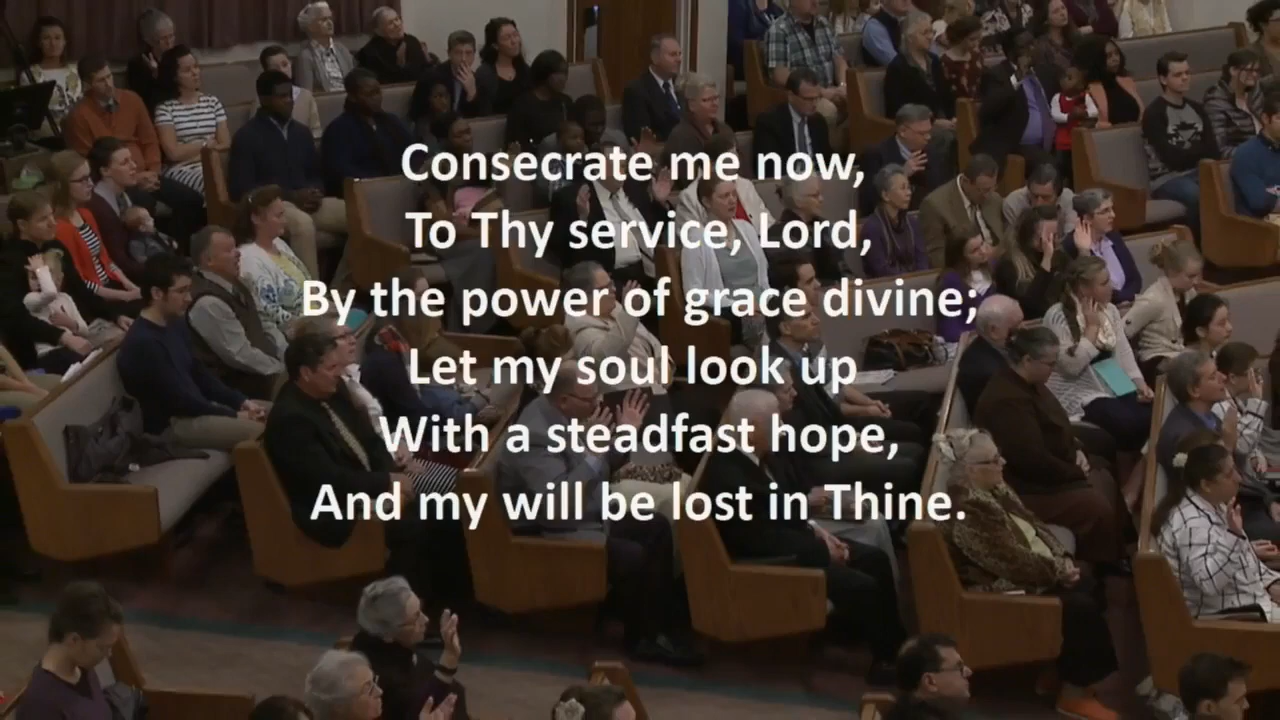 Consecrate me now,
To Thy service, Lord,
By the power of grace divine;
Let my soul look up
With a steadfast hope,
And my will be lost in Thine.